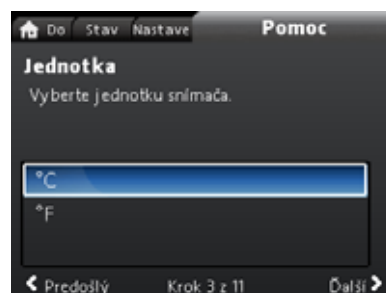 Do Stav Nastave Pomoc
Jednotka
Vyberte jednotku snímača.
°C
°F
Predošlý Krok 3 z 11 Ďalší